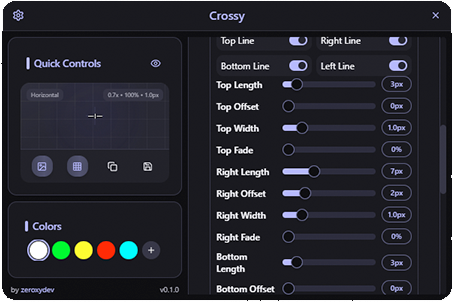 Crossy
Quick Controls
Horizontal
0.7x • 100% • 1.0px
Colors
by zeroxydev
v0.1.0
Top Line
Right Line
Bottom Line
Left Line
Top Length
3px
Top Offset
0px
Top Width
1.0px
Top Fade
0%
Right Length
7px
Right Offset
2px
Right Width
1.0px
Right Fade
0%
Bottom
Length
3px
Bottom Offset
0px